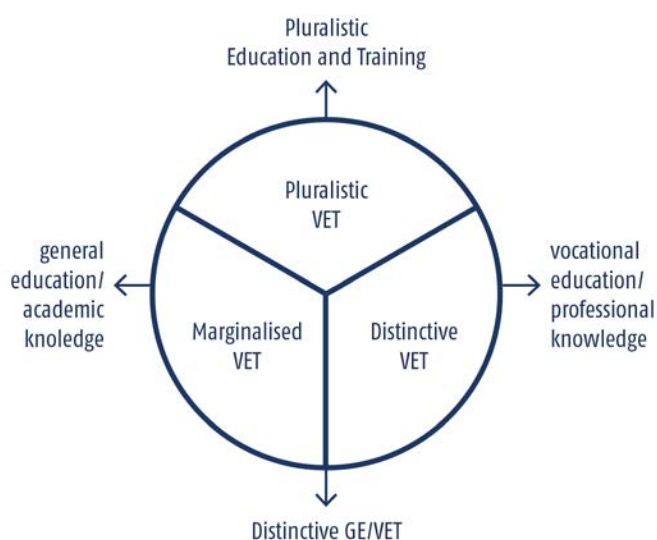 Pluralistic
Education and Training
Pluralistic
VET
general
education/
academic
knoledge
vocational
education/
professional
knowledge
Marginalised
VET
Distinctive
VET
Distinctive GE/VET